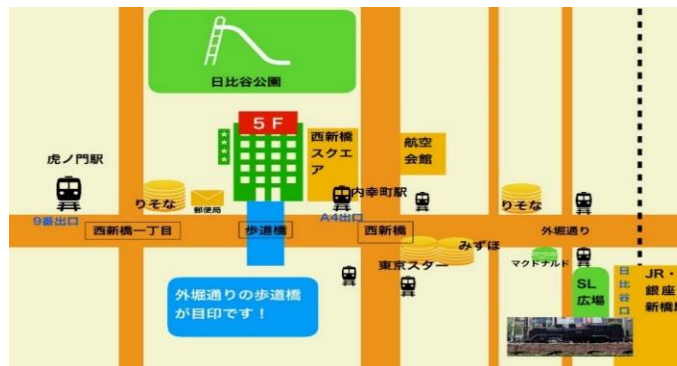 日比谷公園
5F
西新橋
スクエ
ア
航空
会館
虎ノ門駅
りそな
郵便局
内幸町駅
りそな
9番出口
A4出口
西新橋一丁目
歩道橋
西新橋
外堀通り
みずほ
東京スター
マクドナルド
外堀通りの歩道橋
が目印です！
SL
広場
日比谷口
JR・
銀座
新橋